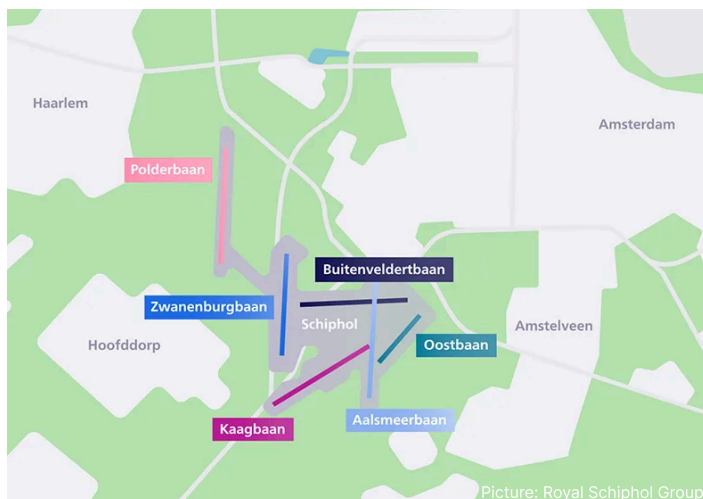 Haarlem
Amsterdam
Polderbaan
Buitenveldertbaan
Zwanenburgbaan
Schiphol
Amstelveen
Hoofddorp
Oostbaan
Kaagbaan
Aalsmeerbaan
Picture: Royal Schiphol Group